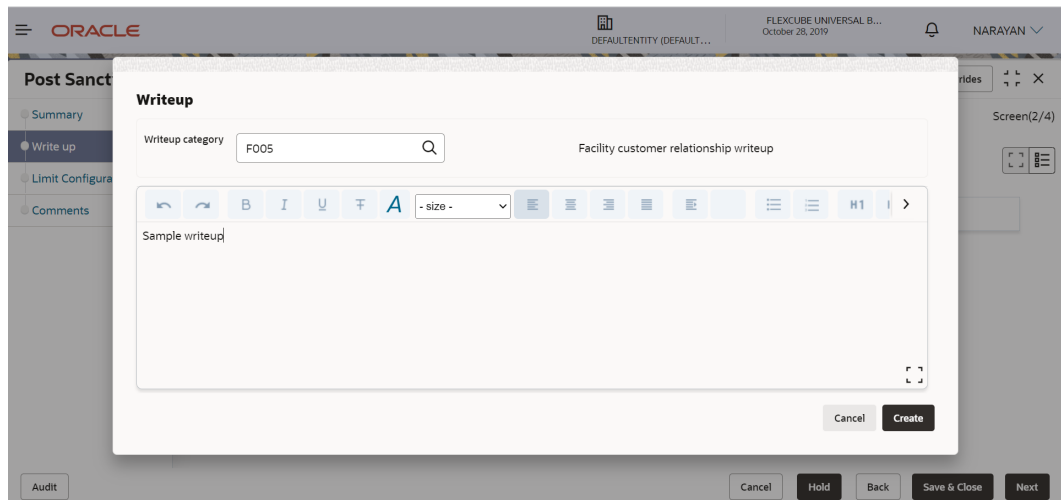 ORACLE
DEFAULTENTITY (DEFAULT...
FLEXCUBE UNIVERSAL B...
October 28, 2019
NARAYAN
Post Sanct
rides
Summary
Screen(2/4)
Write up
Limit Configura
Comments
Writeup
Writeup category
F005
Facility customer relationship writeup
B I U T A - size - H1
Sample writeup
Cancel Create
Audit
Cancel Hold Back Save & Close Next